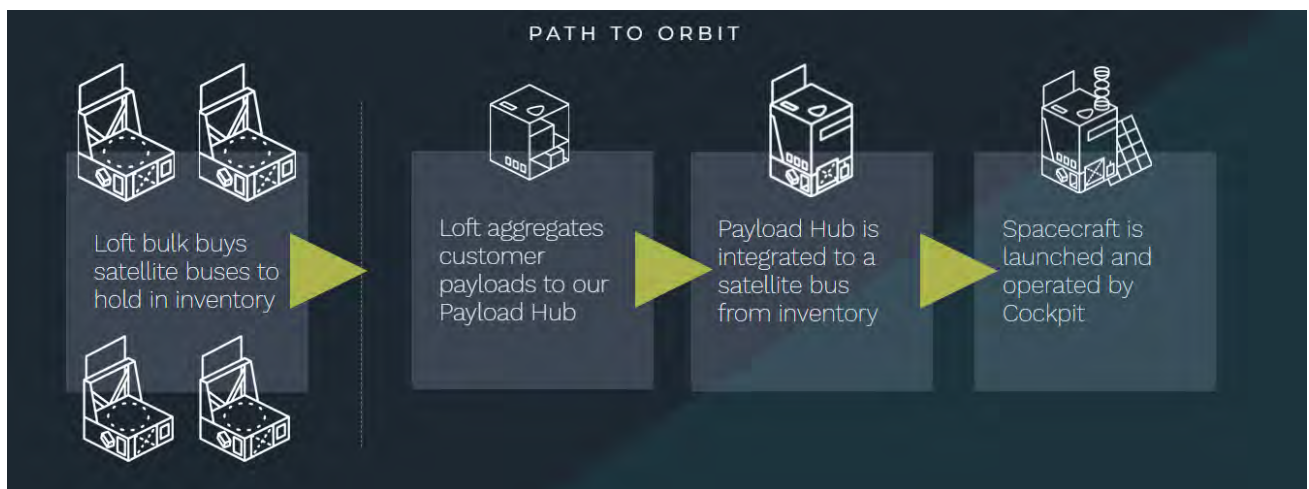 PATH TO ORBIT
Loft bulk buys
satellite buses to
hold in inventory
Loft aggregates
customer
payloads to our
Payload Hub
Payload Hub is
integrated to a
satellite bus
from inventory
Spacecraft is
launched and
operated by
Cockpit